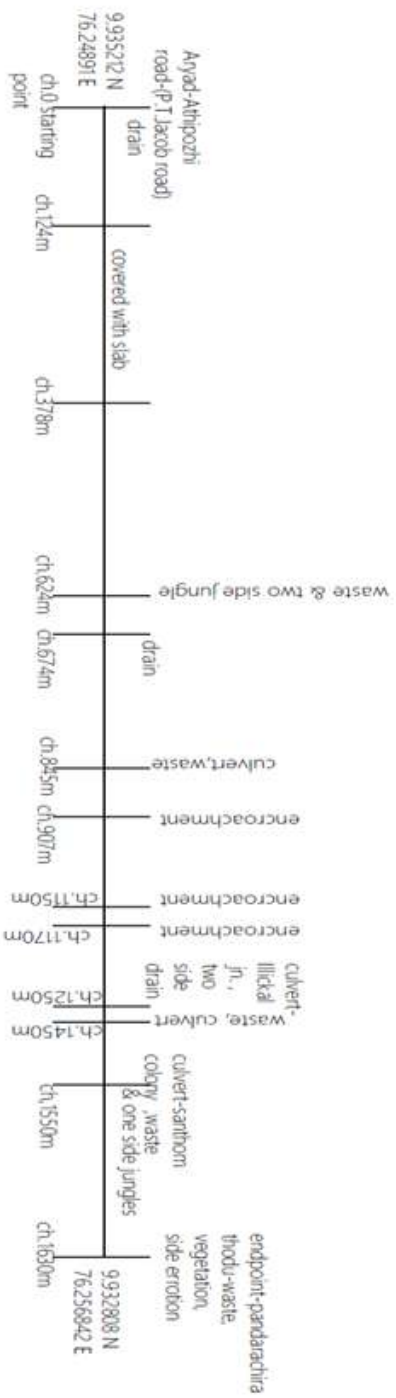 Aryad-Athipozhi
road-(P.T.Jacob road)
drain
9.935212 N
76.24891 E
ch.0 Starting
point
ch.124m
covered with slab
ch.378m
ch.624m
waste & two side jungle
ch.674m
drain
ch.845m
culvert,waste
ch.907m
encroachment
ch.1150m
encroachment
ch.1170m
encroachment
culvert-
Illickal
jn.,
two
side
drain
ch.1250m
waste, culvert
ch.1450m
culvert-santhom
colony ,waste
& one side jungles
ch.1550m
endpoint-pandarachira
thodu-waste,
vegetation,
side errotion
9.932808 N
76.256842 E
ch.1630m